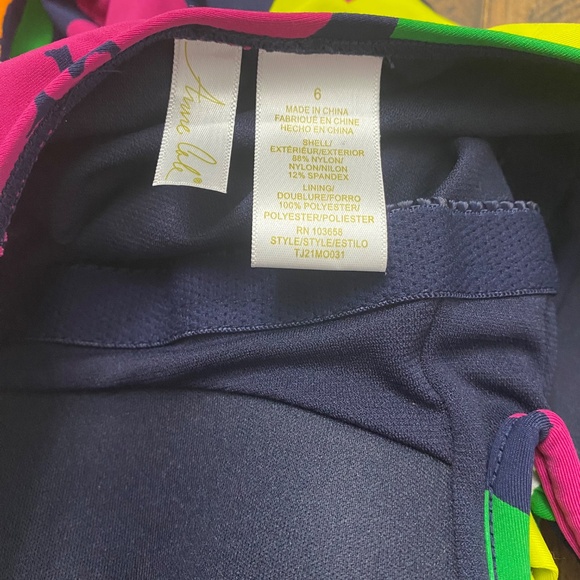 Anne Cole®
6
MADE IN CHINA
FABRIQUÉ EN CHINE
HECHO EN CHINA
SHELL/
EXTÉRIEUR/EXTERIOR
88% NYLON/
NYLON/NILON
12% SPANDEX
LINING/
DOUBLURE/FORRO
100% POLYESTER/
POLYESTER/POLIESTER
RN 103658
STYLE/STYLE/ESTILO
TJ21MO031